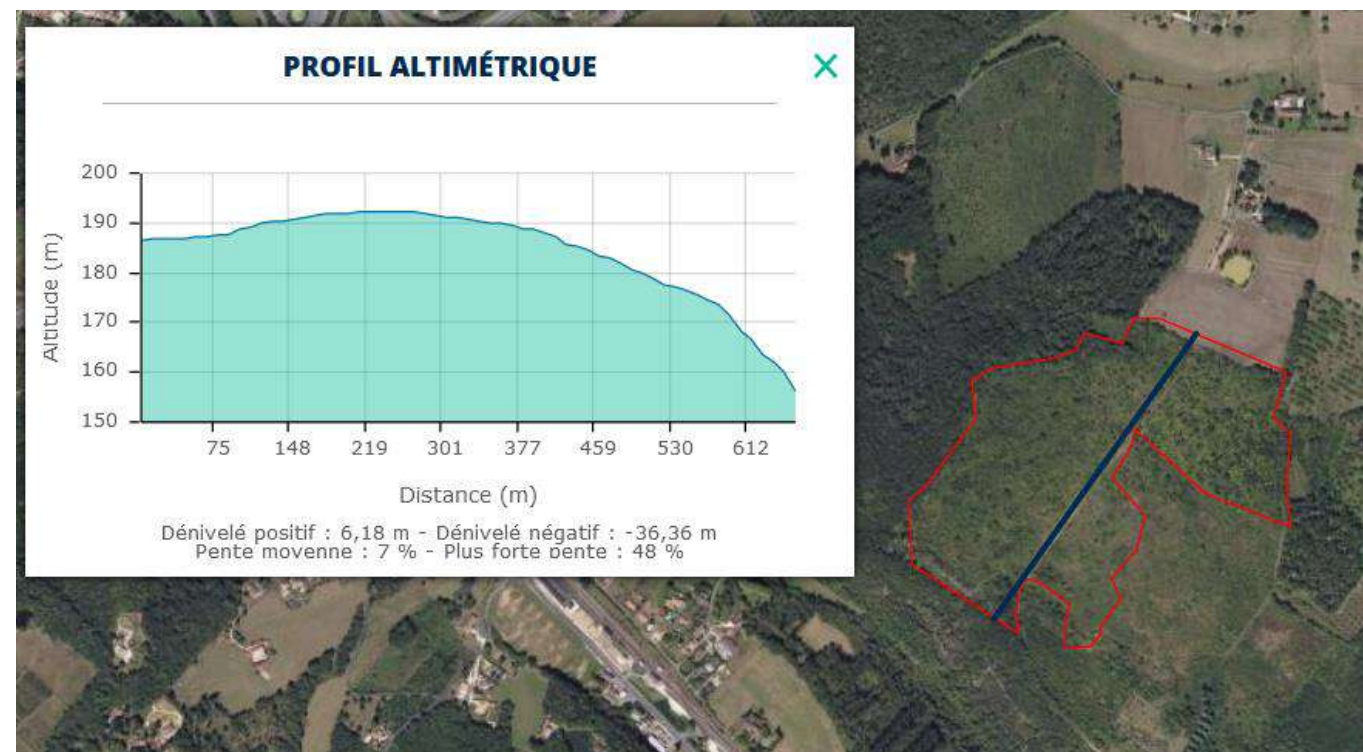 PROFIL ALTIMÉTRIQUE
200
190
180
170
160
150
Altitude (m)
75 148 219 301 377 459 530 612
Distance (m)
Dénivelé positif : 6,18 m - Dénivelé négatif : -36,36 m
Pente moyenne : 7 % - Plus forte pente : 48 %